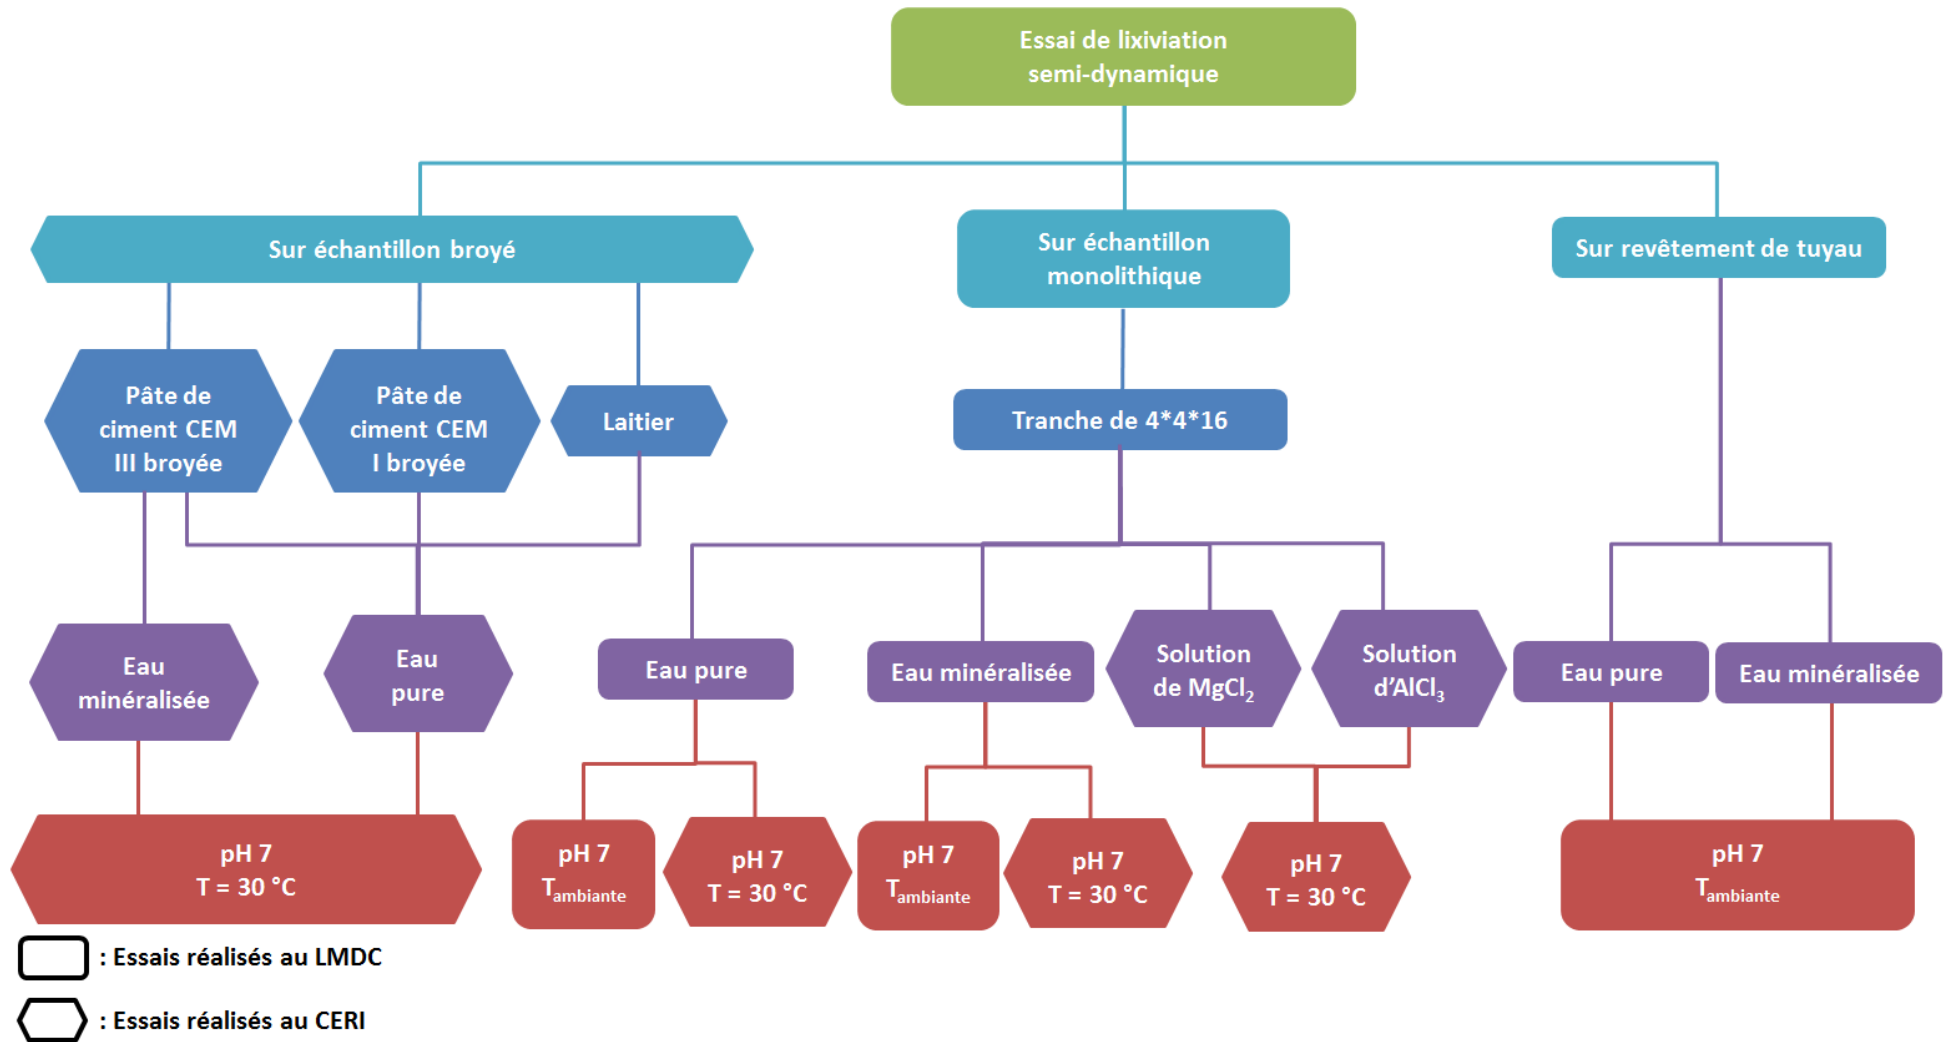 Essai de lixiviation
semi-dynamique
Sur échantillon broyé
Sur échantillon
monolithique
Sur revêtement de tuyau
Pâte de
ciment CEM
III broyée
Pâte de
ciment CEM
I broyée
Laitier
Tranche de 4*4*16
Eau
minéralisée
Eau
pure
Eau pure
Eau minéralisée
Solution
de MgCl₂
Solution
d’AlCl₃
Eau pure
Eau minéralisée
pH 7
T = 30 °C
pH 7
Tambiante
pH 7
T = 30 °C
pH 7
Tambiante
pH 7
T = 30 °C
pH 7
T = 30 °C
pH 7
Tambiante
: Essais réalisés au LMDC
: Essais réalisés au CERI